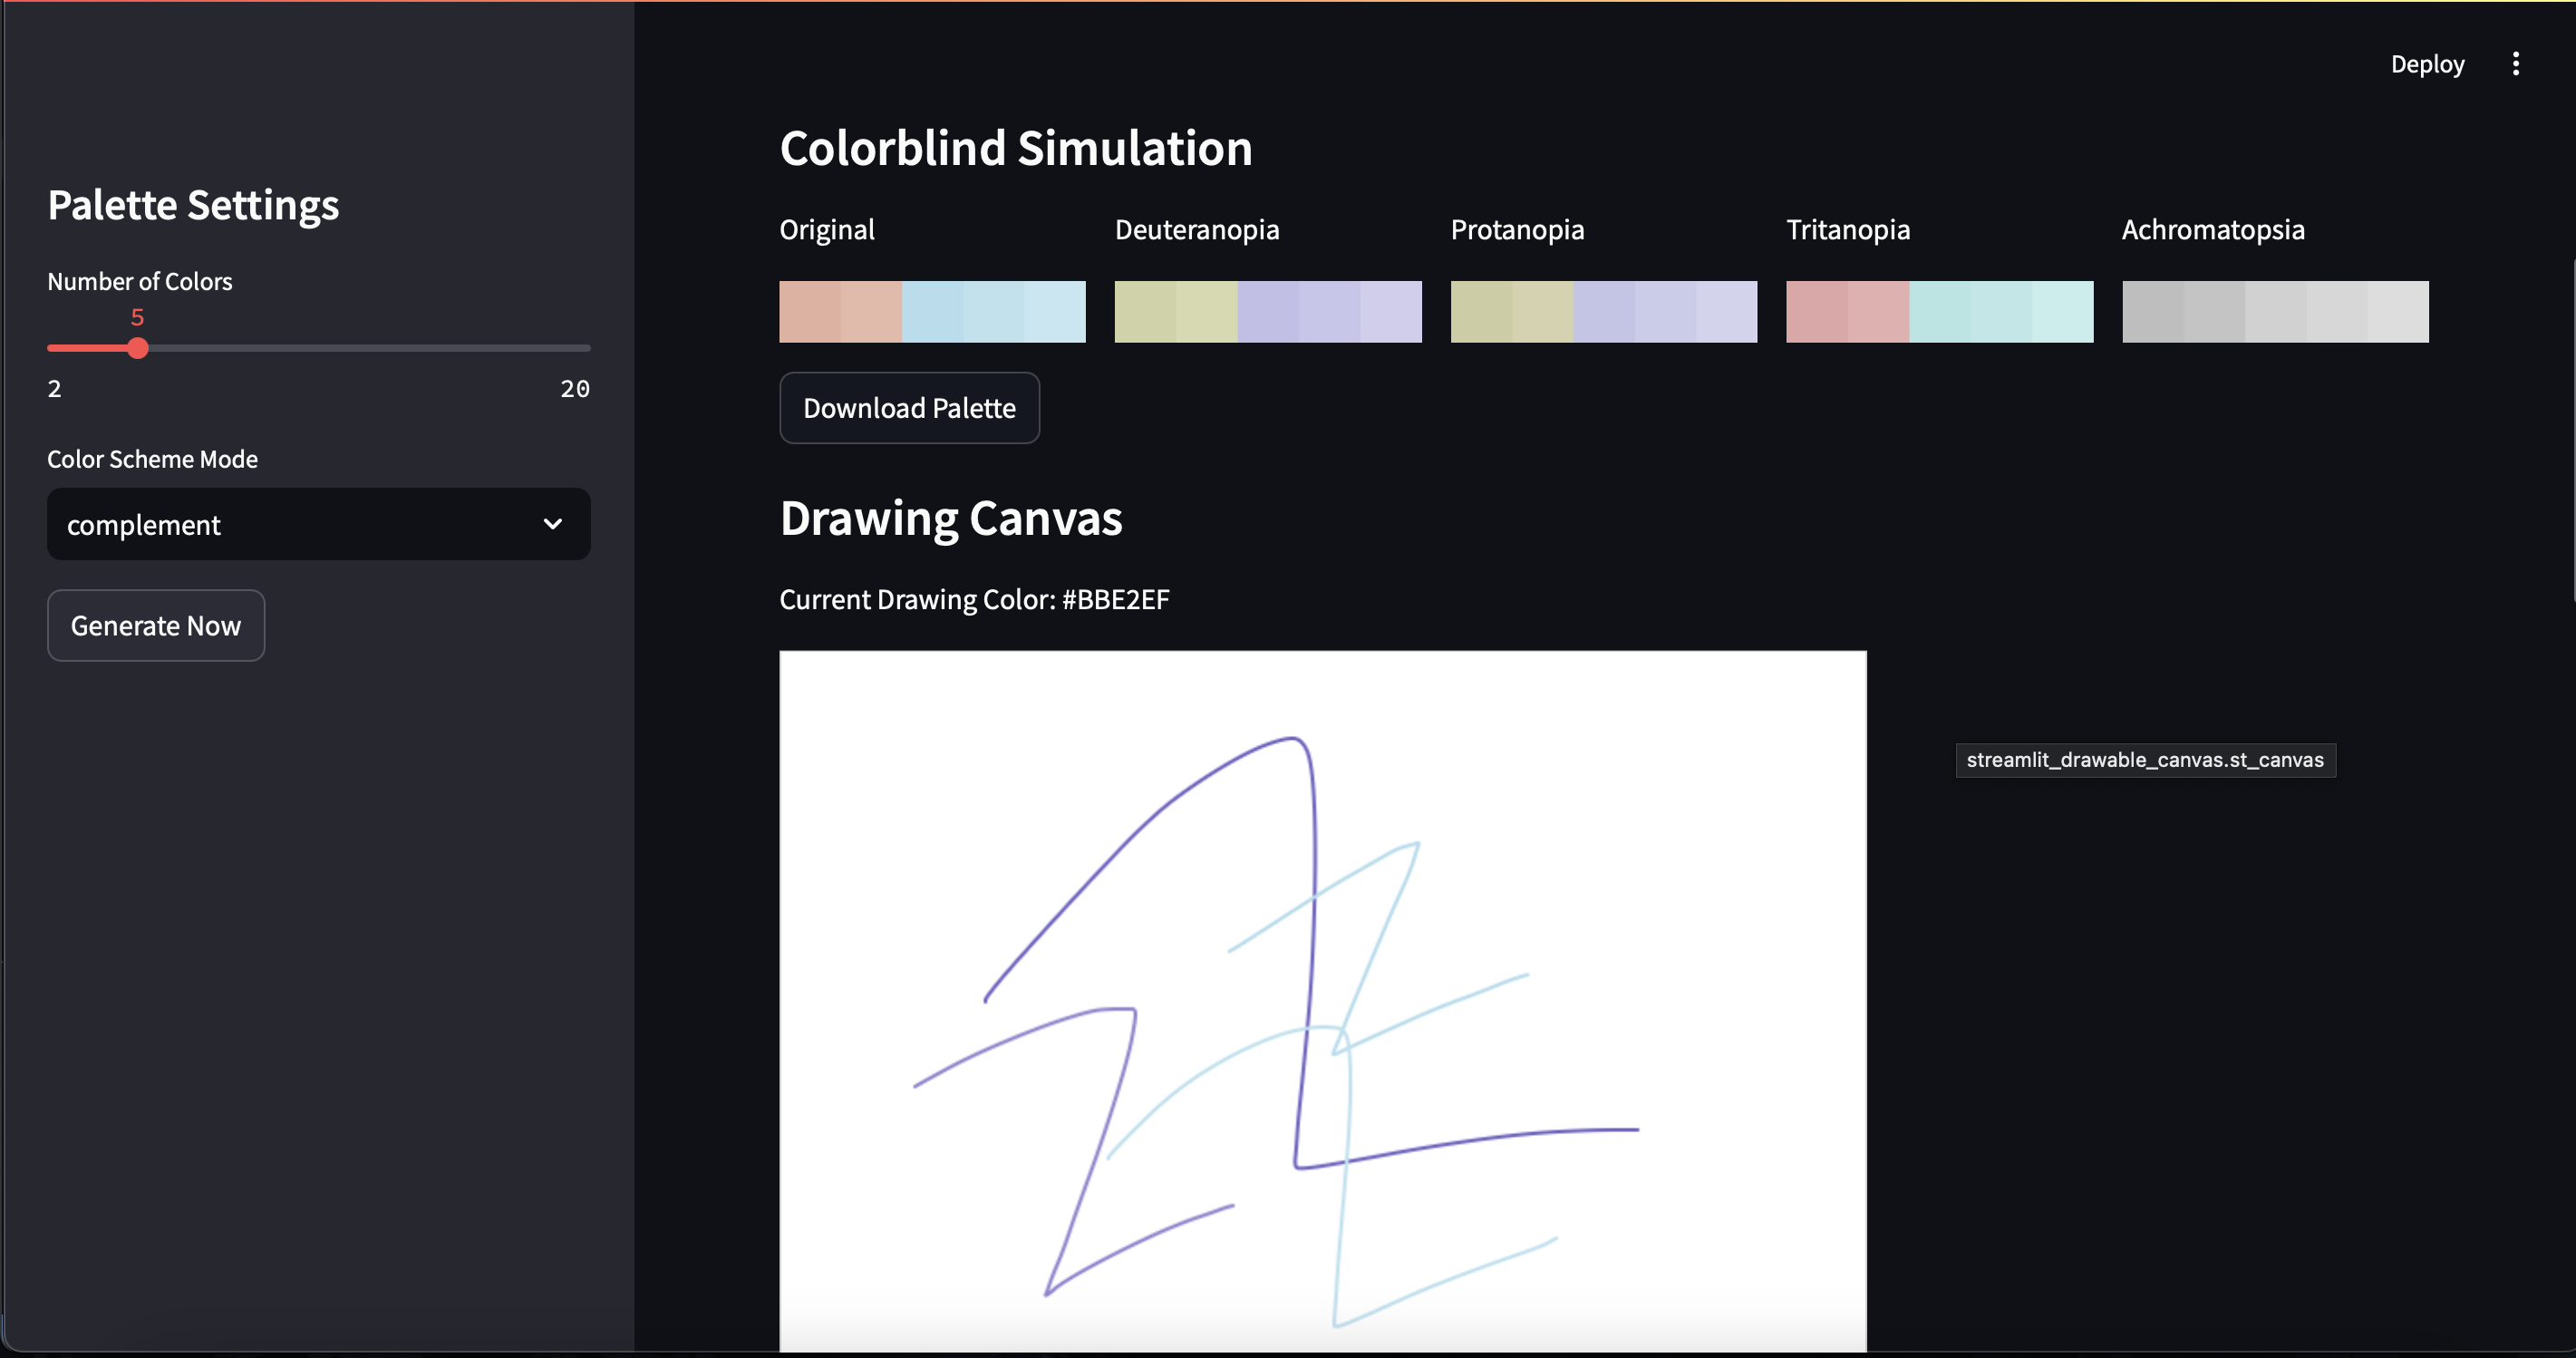 Deploy
Palette Settings
Number of Colors
5
2 20
Color Scheme Mode
complement
Generate Now
Colorblind Simulation
Original Deuteranopia Protanopia Tritanopia Achromatopsia
Download Palette
Drawing Canvas
Current Drawing Color: #BBE2EF
streamlit_drawable_canvas.st_canvas